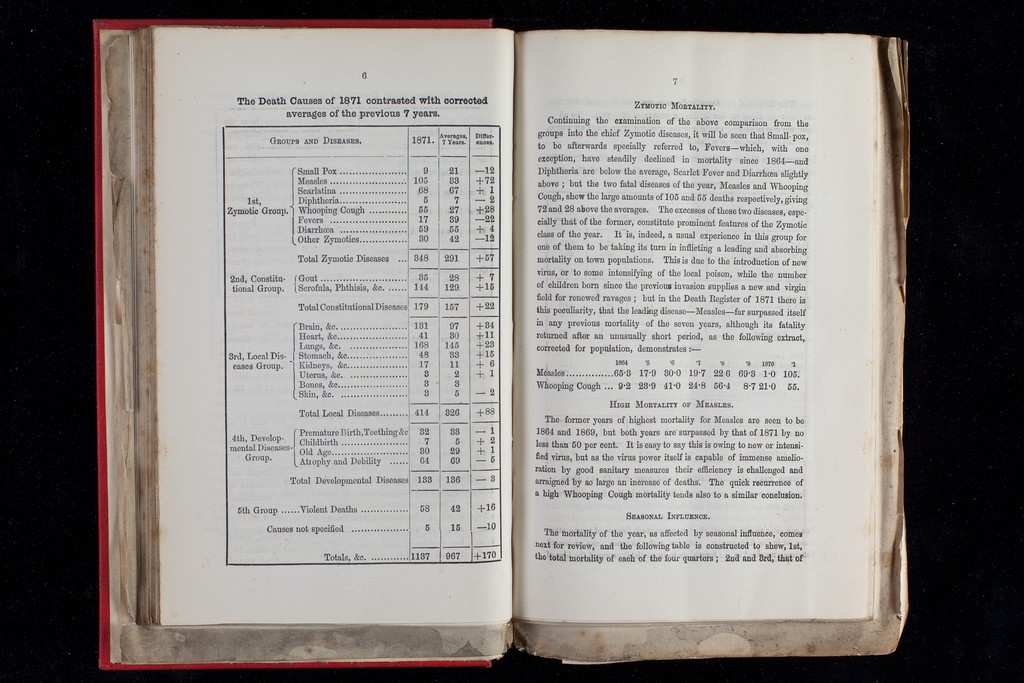 6
The Death Causes of 1871 contrasted with corrected
averages of the previous 7 years.
GROUPS AND DISEASES. 1871. Averages, 7 Years. Differences.
1st, Zymotic Group.
Small Pox .................. 9 21 —12
Measles ........................ 105 33 +72
Scarlatina .................... 68 67 + 1
Diphtheria.................... 5 7 — 2
Whooping Cough ............ 55 27 +28
Fevers ........................ 17 39 —22
Diarrhœa .................... 59 55 + 4
Other Zymotics............... 30 42 —12
Total Zymotic Diseases ... 348 291 +57
2nd, Constitutional Group.
Gout............................ 35 28 + 7
Scrofula, Phthisis, &c. ...... 144 129 +15
Total Constitutional Diseases 179 157 +22
3rd, Local Diseases Group.
Brain, &c...................... 131 97 +34
Heart, &c...................... 41 30 +11
Lungs, &c. .................... 168 145 +23
Stomach, &c................... 48 33 +15
Kidneys, &c. ................. 17 11 + 6
Uterus, &c. ................... 3 2 + 1
Bones, &c...................... 3 3
Skin, &c. ..................... 3 5 — 2
Total Local Diseases......... 414 326 +88
4th, Developmental Diseases Group.
Premature Birth, Teething &c 32 33 — 1
Childbirth .................... 7 5 + 2
Old Age........................ 30 29 + 1
Atrophy and Debility ...... 64 69 — 5
Total Developmental Diseases 133 136 — 3
5th Group ......Violent Deaths ............... 58 42 +16
Causes not specified .................. 5 15 —10
Totals, &c. ............ 1137 967 +170
7
ZYMOTIC MORTALITY.
Continuing the examination of the above comparison from the
groups into the chief Zymotic diseases, it will be seen that Small-pox,
to be afterwards specially referred to, Fevers—which, with one
exception, have steadily declined in mortality since 1864—and
Diphtheria are below the average, Scarlet Fever and Diarrhœa slightly
above ; but the two fatal diseases of the year, Measles and Whooping
Cough, shew the large amounts of 105 and 55 deaths respectively, giving
72 and 28 above the averages. The excesses of these two diseases, espe-
cially that of the former, constitute prominent features of the Zymotic
class of the year. It is, indeed, a usual experience in this group for
one of them to be taking its turn in inflicting a leading and absorbing
mortality on town populations. This is due to the introduction of new
virus, or to some intensifying of the local poison, while the number
of children born since the previous invasion supplies a new and virgin
field for renewed ravages ; but in the Death Register of 1871 there is
this peculiarity, that the leading disease—Measles—far surpassed itself
in any previous mortality of the seven years, although its fatality
returned after an unusually short period, as the following extract,
corrected for population, demonstrates :—
1864 '5 '6 '7 '8 '9 1870 '1
Measles...............65·3 17·9 30·0 19·7 22·6 69·3 1·0 105.
Whooping Cough ... 9·2 23·9 41·0 24·8 56·4 8·7 21·0 55.
HIGH MORTALITY OF MEASLES.
The former years of highest mortality for Measles are seen to be
1864 and 1869, but both years are surpassed by that of 1871 by no
less than 50 per cent. It is easy to say this is owing to new or intensi-
fied virus, but as the virus power itself is capable of immense amelio-
ration by good sanitary measures their efficiency is challenged and
arraigned by so large an increase of deaths. The quick recurrence of
a high Whooping Cough mortality tends also to a similar conclusion.
SEASONAL INFLUENCE.
The mortality of the year, as affected by seasonal influence, comes
next for review, and the following table is constructed to shew, 1st,
the total mortality of each of the four quarters ; 2nd and 3rd, that of